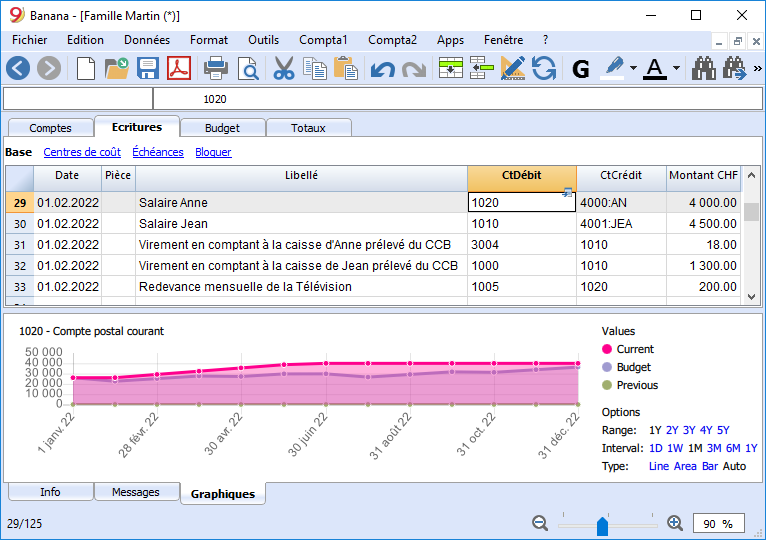 Banana - [Famille Martin (*)]
Fichier Edition Données Format Outils Compta1 Compta2 Apps Fenêtre ?
G A »
1020
Comptes Ecritures Budget Totaux
Base Centres de coût Échéances Bloquer
Date Pièce Libellé CtDébit CtCrédit Montant CHF
29 01.02.2022 Salaire Anne 1020 4000:AN 4 000.00
30 01.02.2022 Salaire Jean 1010 4001:JEA 4 500.00
31 01.02.2022 Virement en comptant à la caisse d'Anne prélevé du CCB 3004 1010 18.00
32 01.02.2022 Virement en comptant à la caisse de Jean prélevé du CCB 1000 1010 1 300.00
33 01.02.2022 Redevance mensuelle de la Télévision 1005 1020 200.00
1020 - Compte postal courant
50 000
40 000
30 000
20 000
10 000
0
1 janv. 22 28 févr. 22 30 avr. 22 30 juin 22 31 août 22 31 oct. 22 31 déc. 22
Values
Current
Budget
Previous
Options
Range: 1Y 2Y 3Y 4Y 5Y
Interval: 1D 1W 1M 3M 6M 1Y
Type: Line Area Bar Auto
Info Messages Graphiques
29/125 90 %